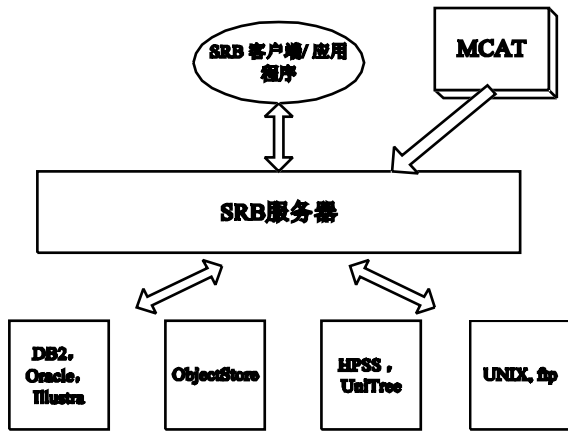 SRB 客户端/应用
程序
MCAT
SRB服务器
DB2，
Oracle，
Illustra
ObjectStore
HPSS，
UniTree
UNIX, ftp